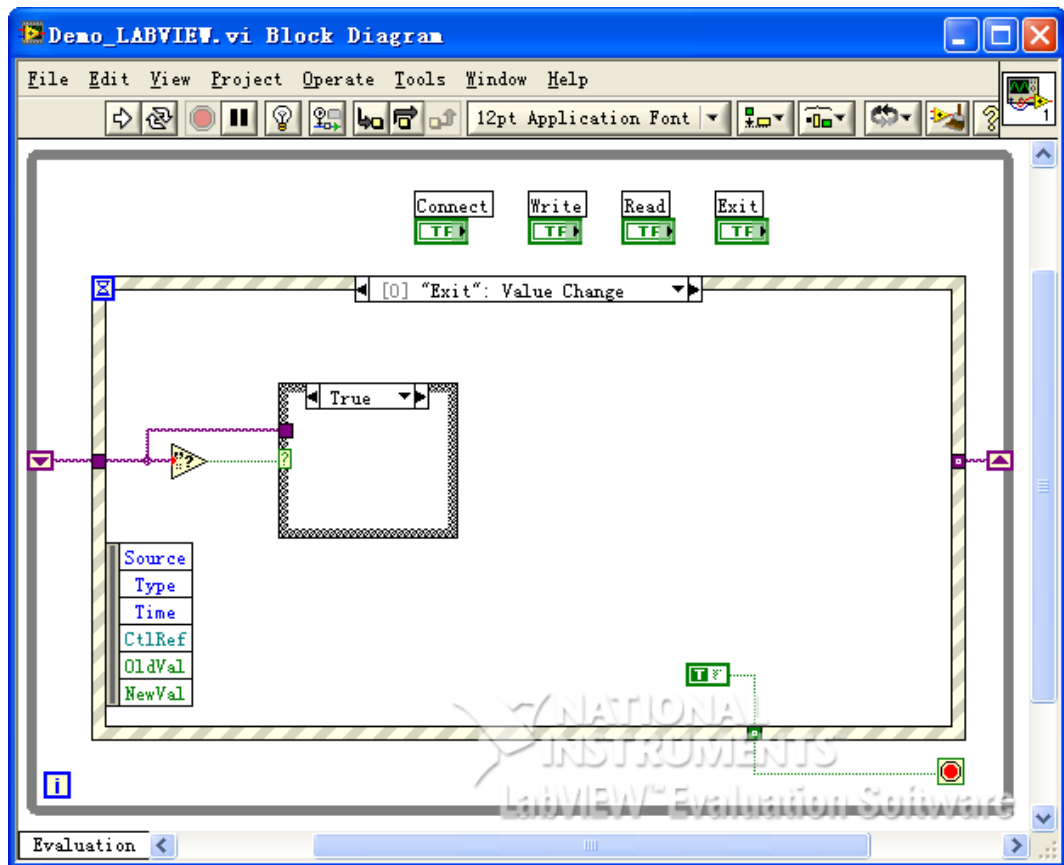 Demo_LABVIEW.vi Block Diagram
File Edit View Project Operate Tools Window Help
12pt Application Font
1
Connect Write Read Exit
TF TF TF TF
[0] "Exit": Value Change
True
"?
?
Source
Type
Time
CtlRef
OldVal
NewVal
T
NATIONAL
INSTRUMENTS
i
LabVIEW™ Evaluation Software
Evaluation